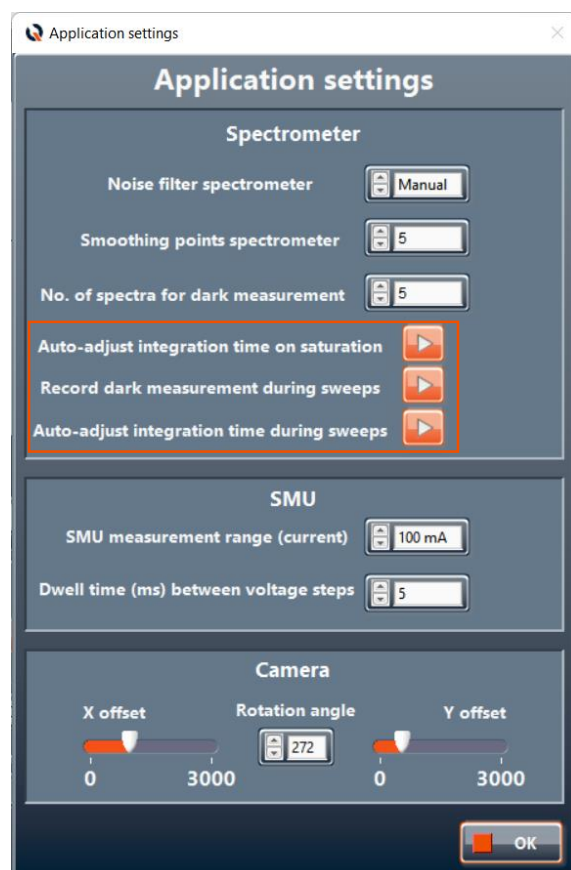 Application settings
Application settings
Spectrometer
Noise filter spectrometer Manual
Smoothing points spectrometer 5
No. of spectra for dark measurement 5
Auto-adjust integration time on saturation
Record dark measurement during sweeps
Auto-adjust integration time during sweeps
SMU
SMU measurement range (current) 100 mA
Dwell time (ms) between voltage steps 5
Camera
X offset Rotation angle Y offset
272
0 3000 0 3000
OK